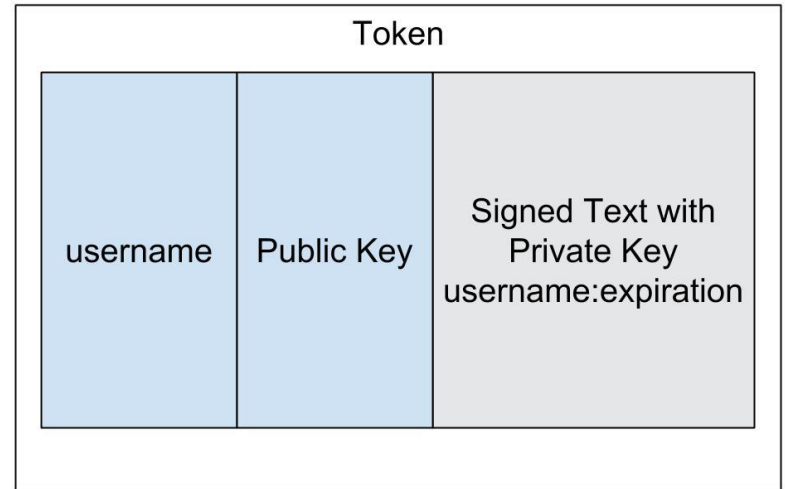 Token
username
Public Key
Signed Text with
Private Key
username:expiration